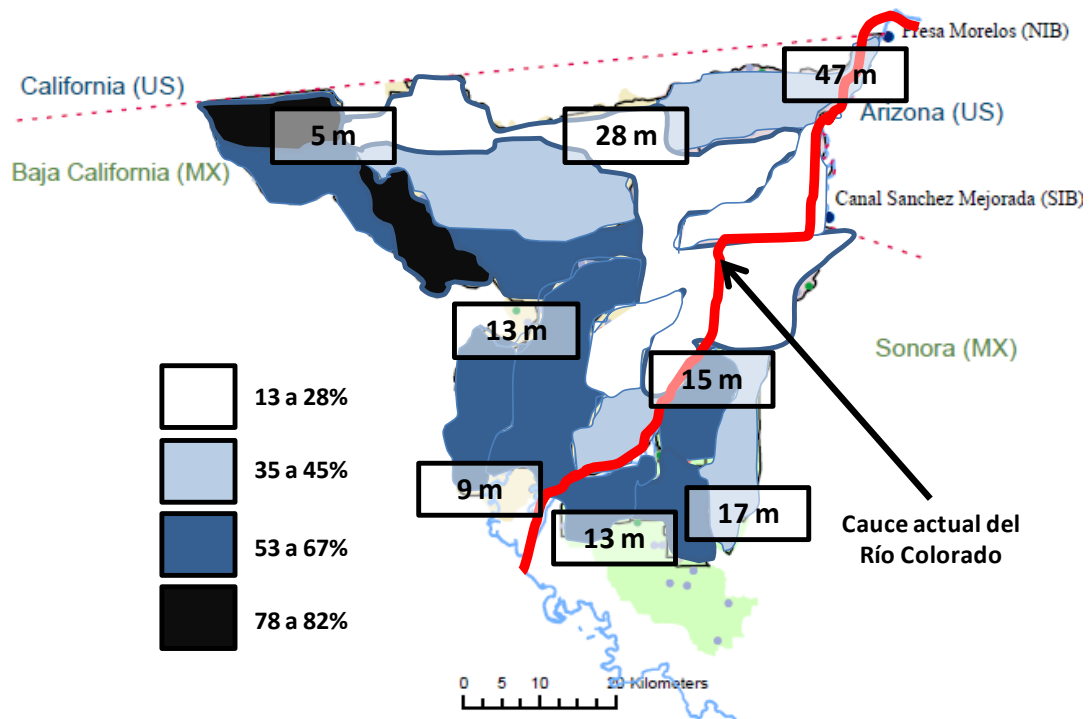 Presa Morelos (NIB)
47 m
California (US)
Arizona (US)
5 m
28 m
Baja California (MX)
Canal Sanchez Mejorada (SIB)
13 m
Sonora (MX)
15 m
13 a 28%
35 a 45%
9 m
17 m
13 m
Cauce actual del
Río Colorado
53 a 67%
78 a 82%
0 5 10 20 Kilometers